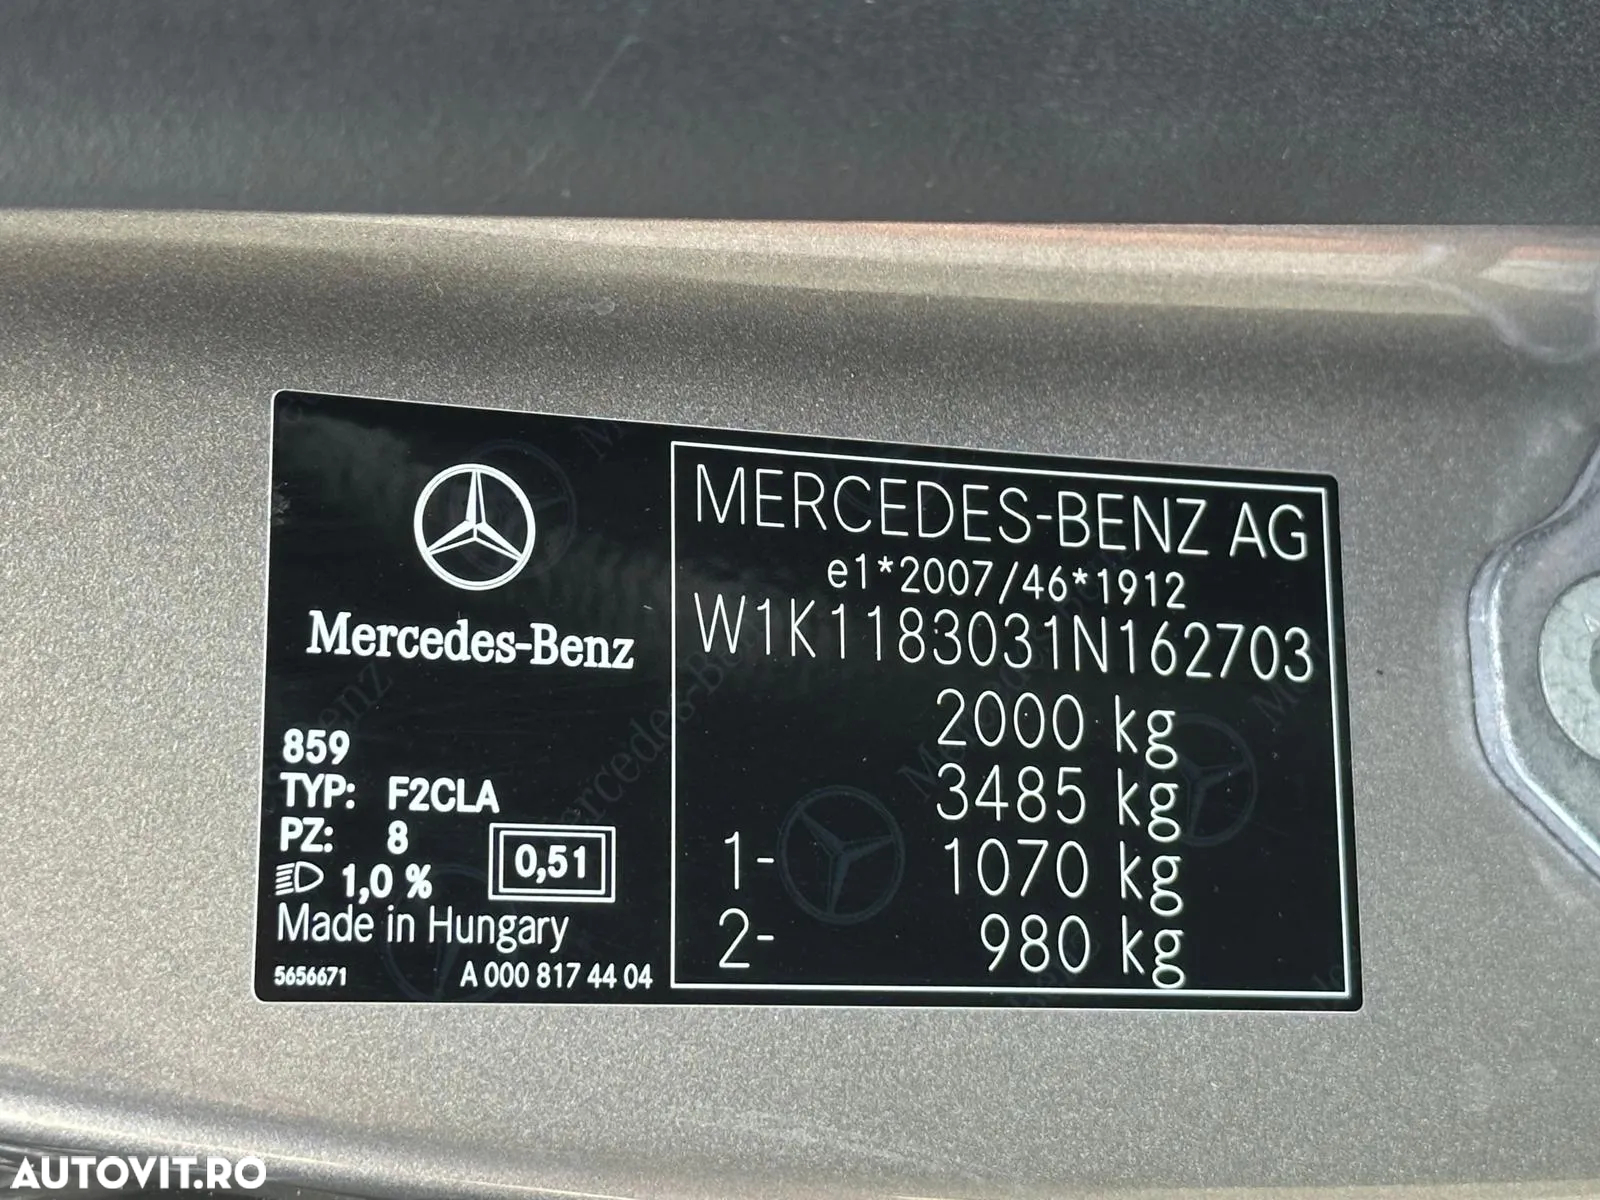 Mercedes-Benz
859
TYP: F2CLA
PZ: 8
1,0 %
0,51
Made in Hungary
5656671 A 000 817 44 04
MERCEDES-BENZ AG
e1*2007/46*1912
W1K1183031N162703
2000 kg
3485 kg
1- 1070 kg
2- 980 kg
AUTOVIT.RO